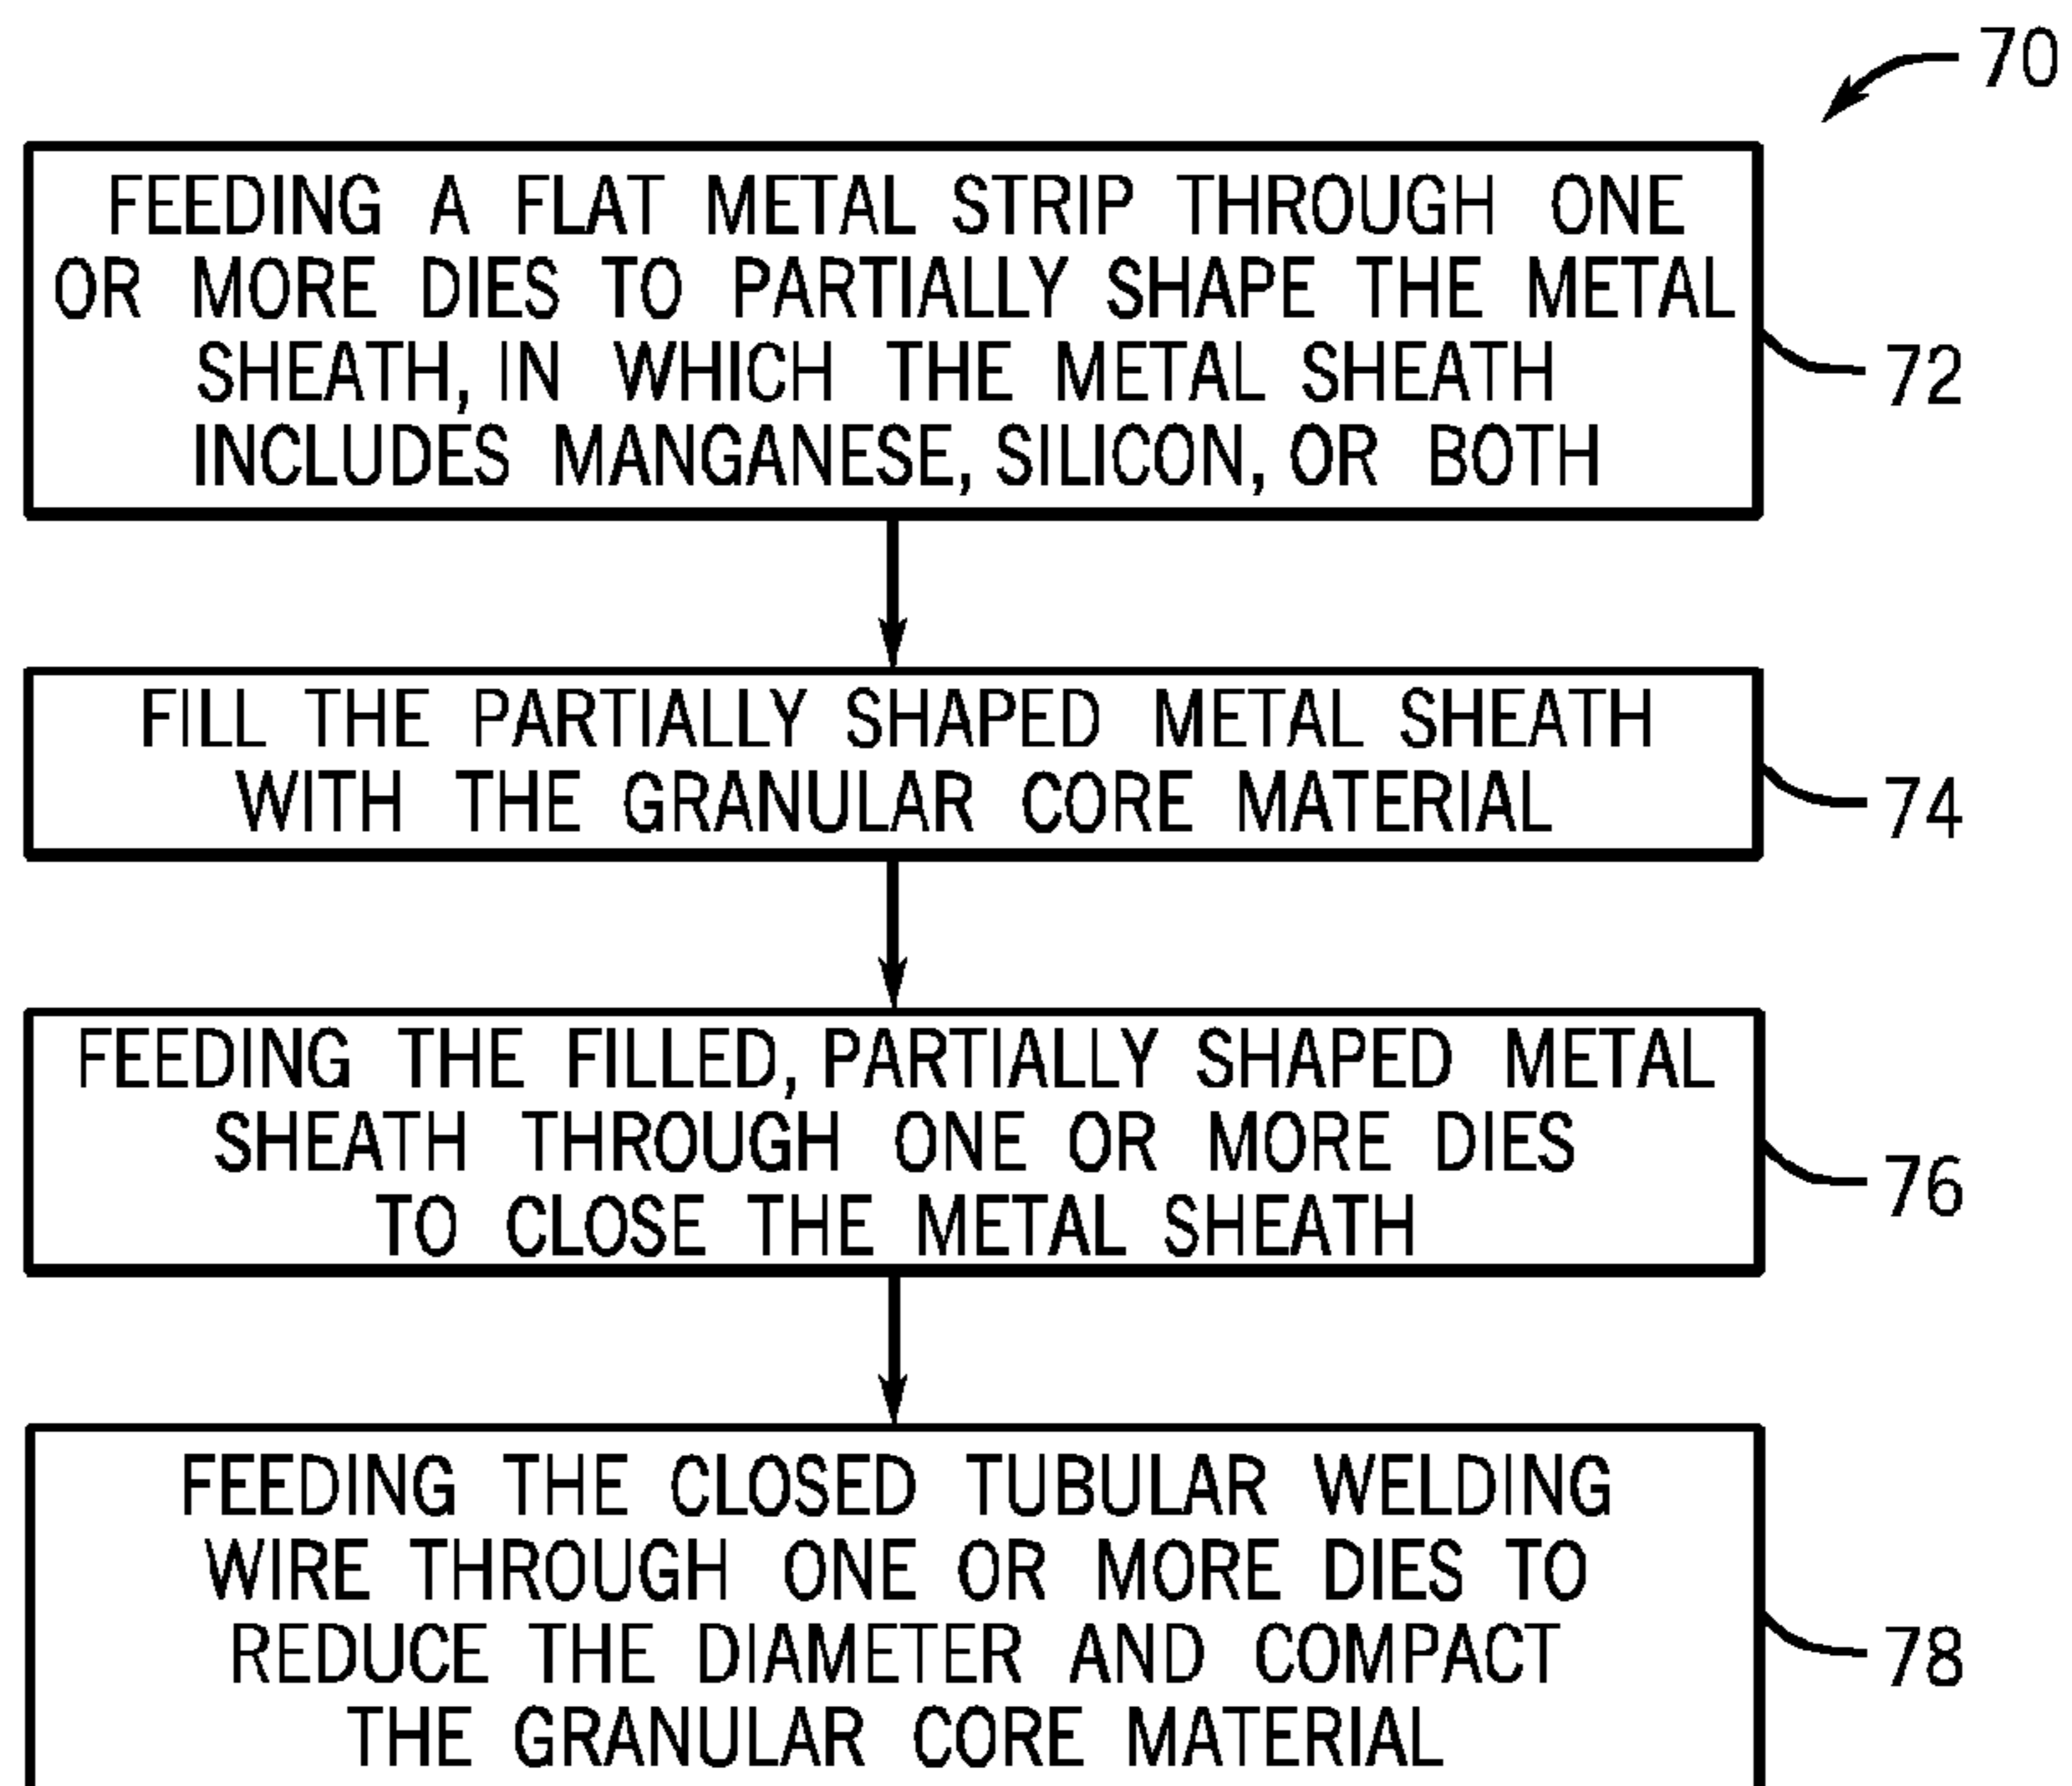 70
FEEDING A FLAT METAL STRIP THROUGH ONE
OR MORE DIES TO PARTIALLY SHAPE THE METAL
SHEATH, IN WHICH THE METAL SHEATH
INCLUDES MANGANESE, SILICON, OR BOTH
72
FILL THE PARTIALLY SHAPED METAL SHEATH
WITH THE GRANULAR CORE MATERIAL
74
FEEDING THE FILLED, PARTIALLY SHAPED METAL
SHEATH THROUGH ONE OR MORE DIES
TO CLOSE THE METAL SHEATH
76
FEEDING THE CLOSED TUBULAR WELDING
WIRE THROUGH ONE OR MORE DIES TO
REDUCE THE DIAMETER AND COMPACT
THE GRANULAR CORE MATERIAL
78